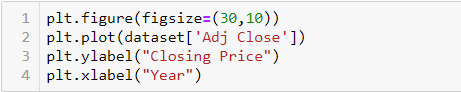 1 plt.figure(figsize=(30,10))
2 plt.plot(dataset['Adj Close'])
3 plt.ylabel("Closing Price")
4 plt.xlabel("Year")